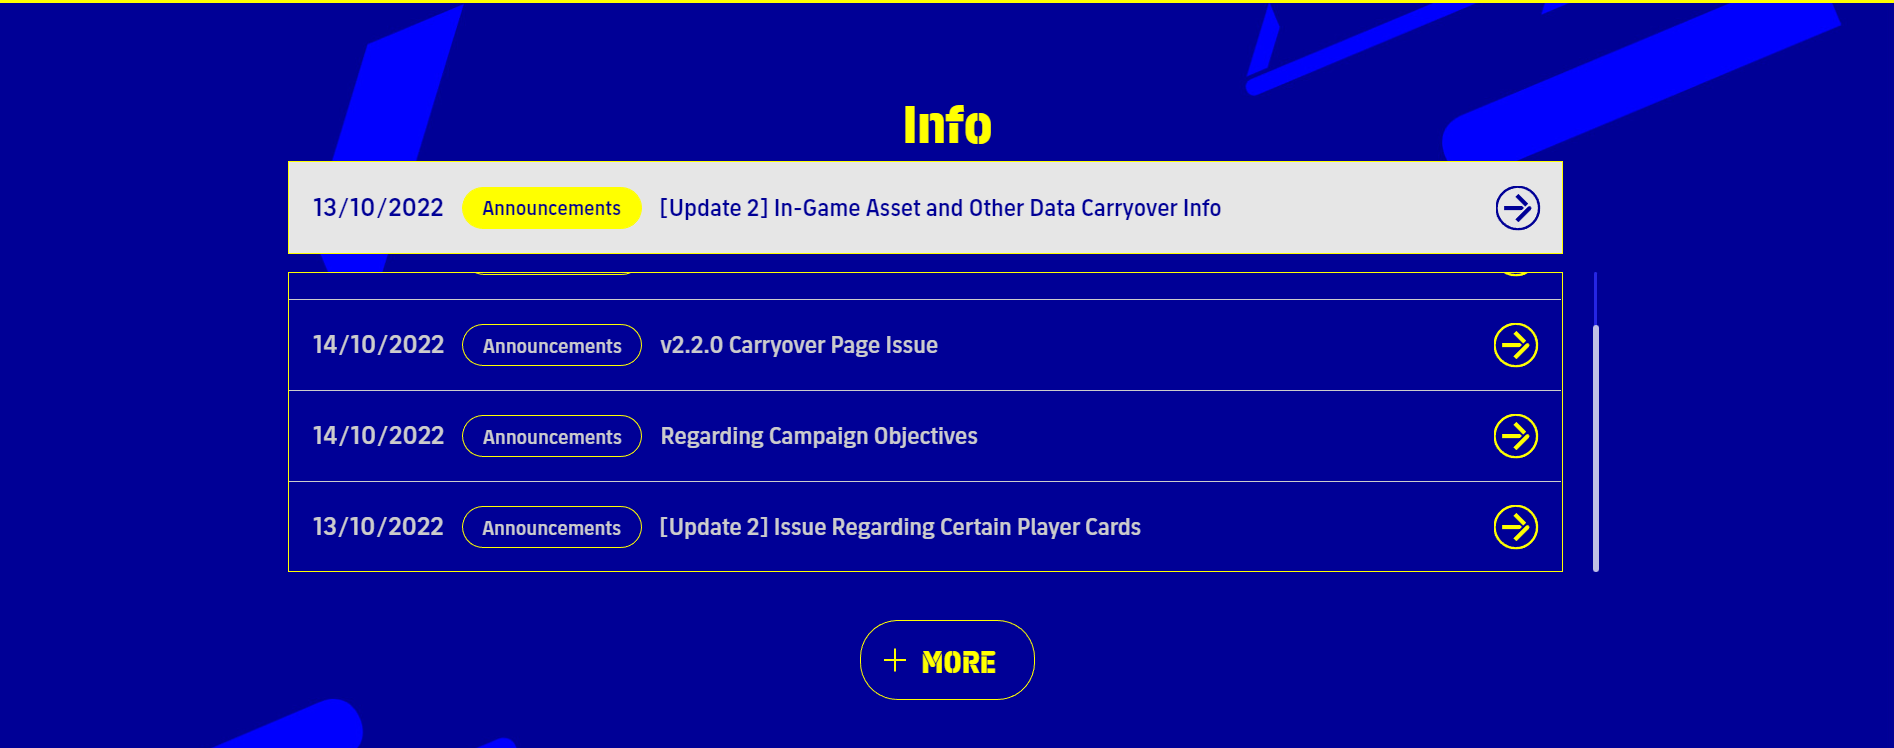 Info
13/10/2022 Announcements [Update 2] In-Game Asset and Other Data Carryover Info
14/10/2022 Announcements v2.2.0 Carryover Page Issue
14/10/2022 Announcements Regarding Campaign Objectives
13/10/2022 Announcements [Update 2] Issue Regarding Certain Player Cards
+ MORE